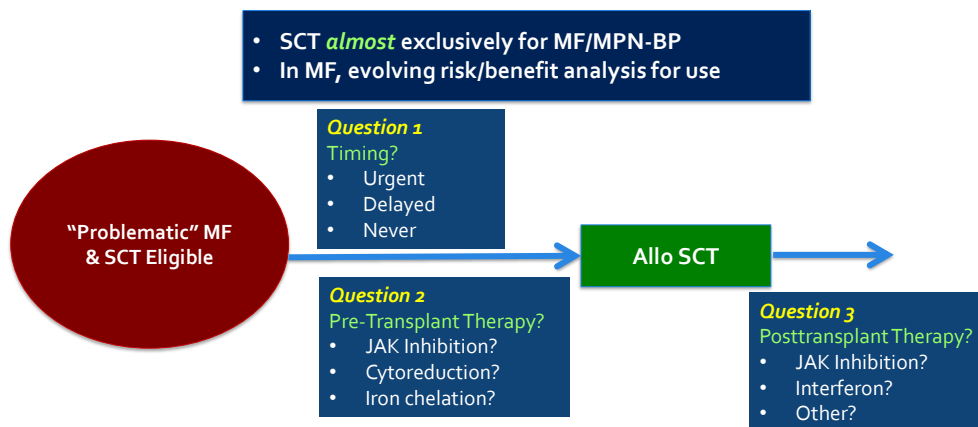 • SCT almost exclusively for MF/MPN-BP
• In MF, evolving risk/benefit analysis for use
Question 1
Timing?
• Urgent
• Delayed
• Never
“Problematic” MF
& SCT Eligible
Allo SCT
Question 2
Pre-Transplant Therapy?
• JAK Inhibition?
• Cytoreduction?
• Iron chelation?
Question 3
Posttransplant Therapy?
• JAK Inhibition?
• Interferon?
• Other?